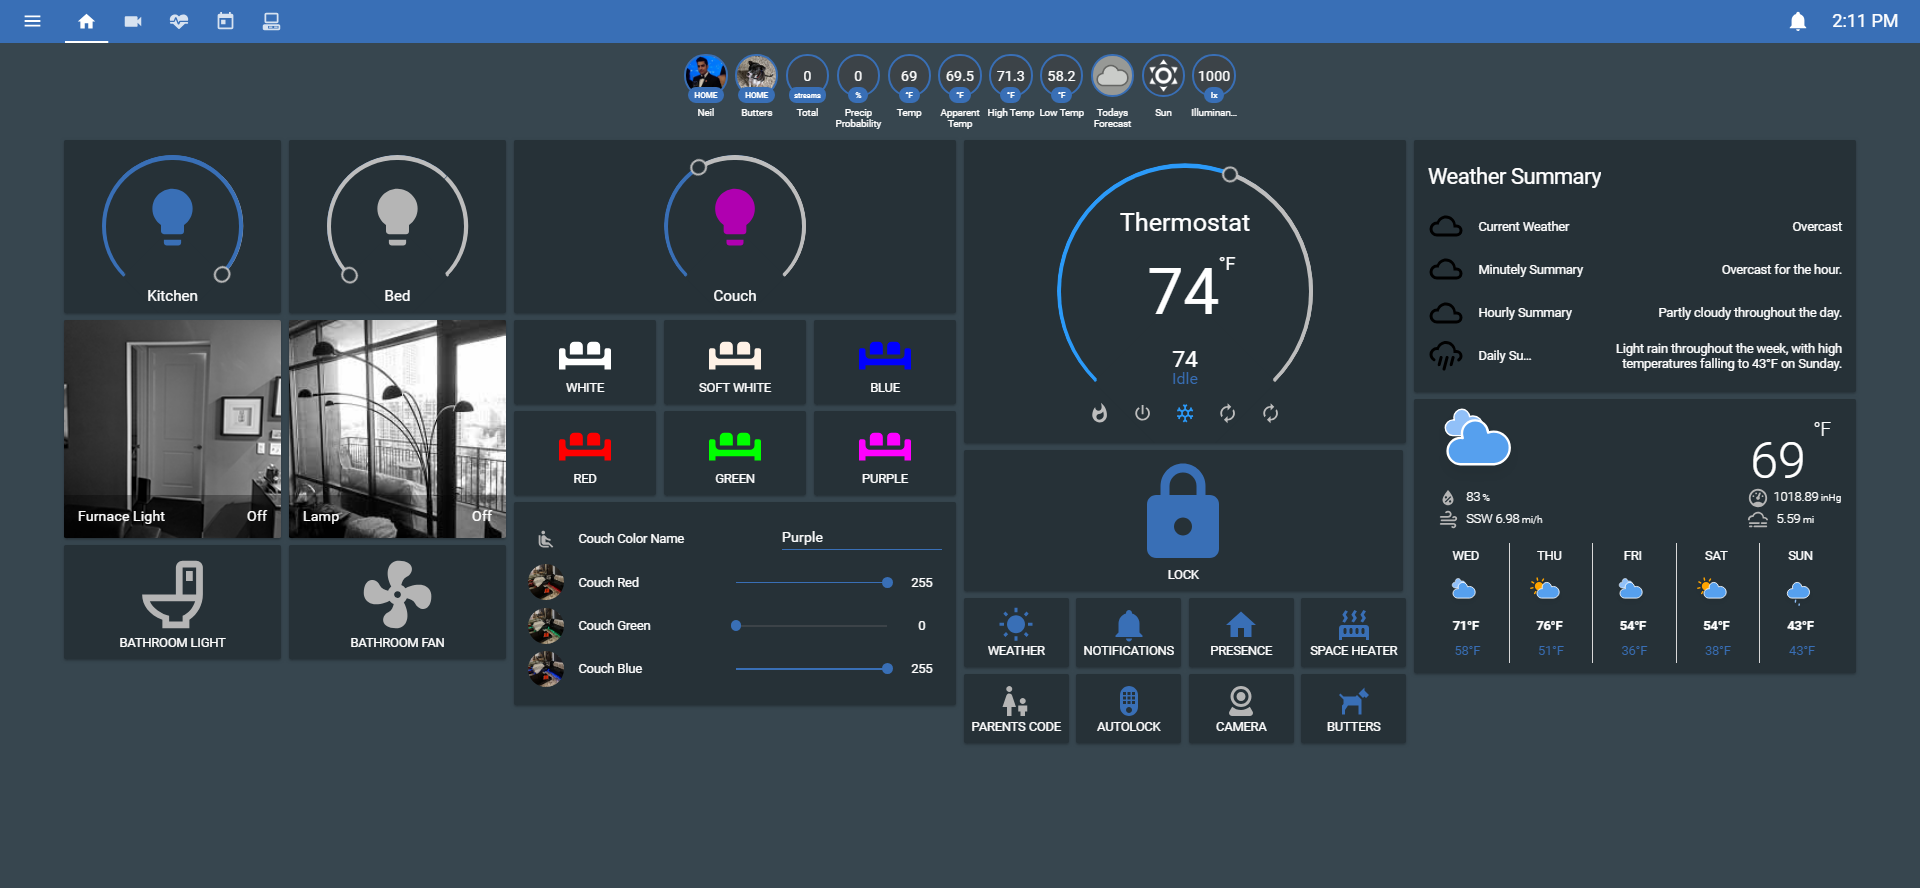 2:11 PM
HOME
Neil
HOME
Butters
0
streams
Total
0
%
Precip
Probability
69
°F
Temp
69.5
°F
Apparent
Temp
71.3
°F
High Temp
58.2
°F
Low Temp
Todays
Forecast
Sun
1000
lx
Illuminan...
Kitchen
Bed
Couch
Furnace Light Off
Lamp Off
BATHROOM LIGHT
BATHROOM FAN
WHITE
SOFT WHITE
BLUE
RED
GREEN
PURPLE
Couch Color Name Purple
Couch Red 255
Couch Green 0
Couch Blue 255
Thermostat
74 °F
74
Idle
LOCK
WEATHER
NOTIFICATIONS
PRESENCE
SPACE HEATER
PARENTS CODE
AUTOLOCK
CAMERA
BUTTERS
Weather Summary
Current Weather Overcast
Minutely Summary Overcast for the hour.
Hourly Summary Partly cloudy throughout the day.
Daily Su... Light rain throughout the week, with high
temperatures falling to 43°F on Sunday.
69 °F
83 %
1018.89 inHg
SSW 6.98 mi/h
5.59 mi
WED THU FRI SAT SUN
71°F 76°F 54°F 54°F 43°F
58°F 51°F 36°F 38°F 43°F